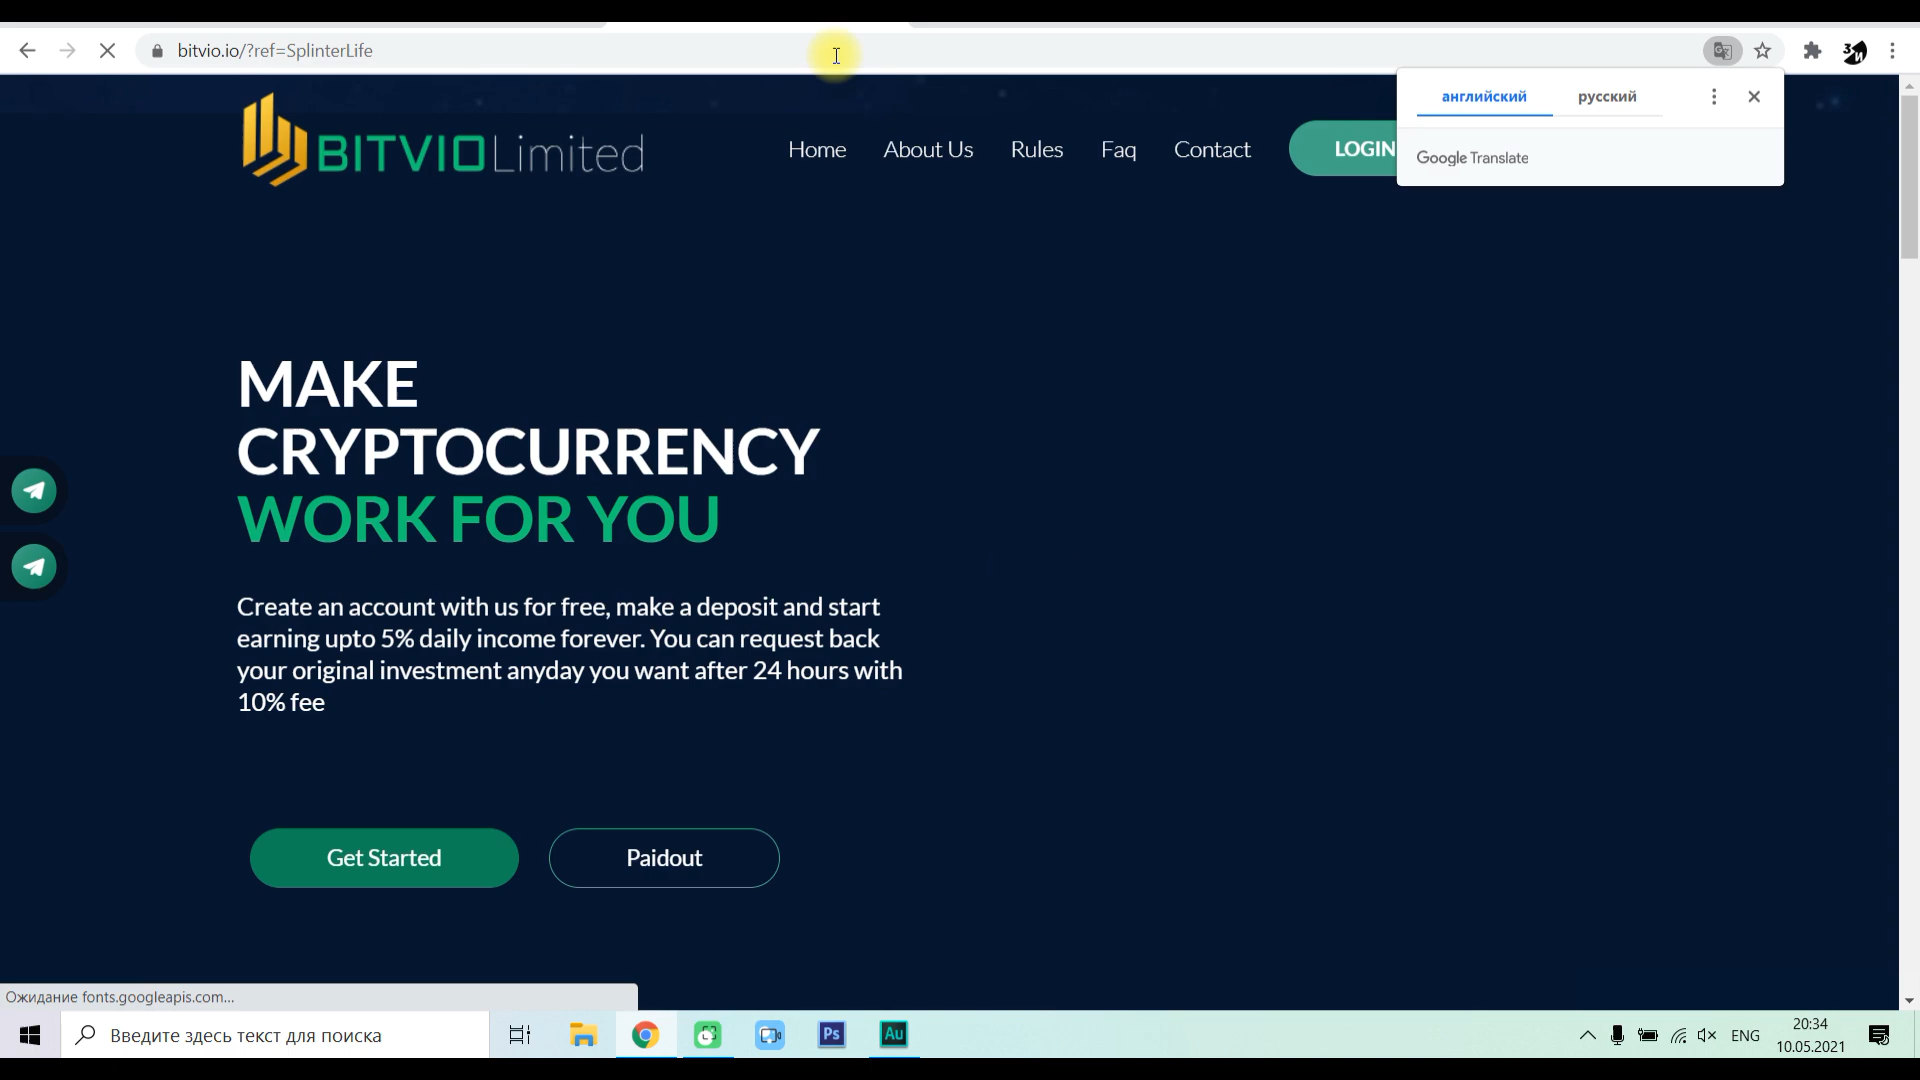 bitvio.io/?ref=SplinterLife
английский русский
Google Translate
BITVIO Limited
Home About Us Rules Faq Contact LOGIN
MAKE
CRYPTOCURRENCY
WORK FOR YOU
Create an account with us for free, make a deposit and start
earning upto 5% daily income forever. You can request back
your original investment anyday you want after 24 hours with
10% fee
Get Started Paidout
Ожидание fonts.googleapis.com...
Введите здесь текст для поиска
Ps Au
ENG
20:34
10.05.2021